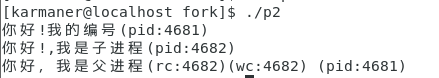 [karmaner@localhost fork]$ ./p2
你好!我的编号(pid:4681)
你好!,我是子进程(pid:4682)
你好, 我是父进程(rc:4682)(wc:4682) (pid:4681)